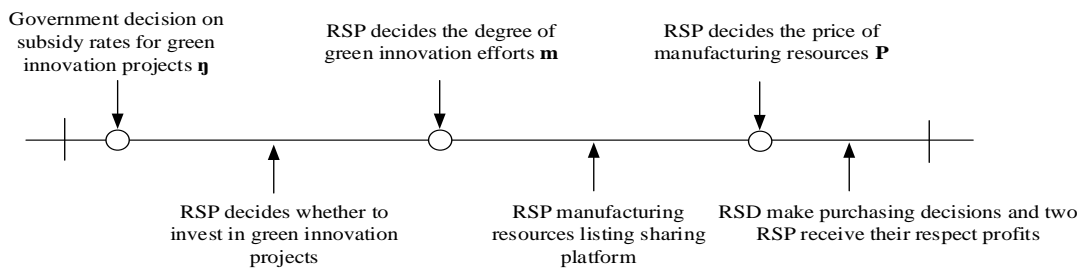 Government decision on
subsidy rates for green
innovation projects ŋ
RSP decides the degree of
green innovation efforts m
RSP decides the price of
manufacturing resources P
RSP decides whether to
invest in green innovation
projects
RSP manufacturing
resources listing sharing
platform
RSD make purchasing decisions and two
RSP receive their respect profits